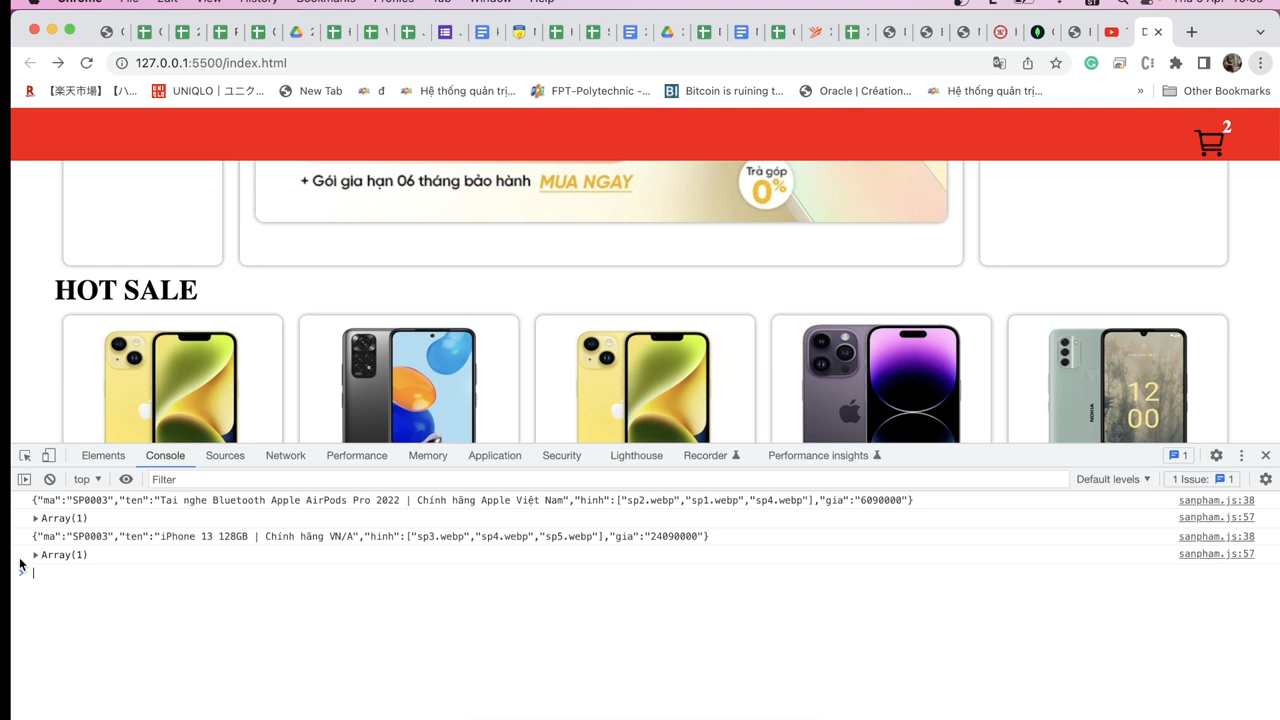 127.0.0.1:5500/index.html
【楽天市場】【ハ...
UNIQLO｜ユニク...
New Tab
đ
Hệ thống quản trị...
FPT-Polytechnic -...
Bitcoin is ruining t...
Oracle | Création...
Hệ thống quản trị...
»
Other Bookmarks
2
+ Gói gia hạn 06 tháng bảo hành MUA NGAY
Trả góp
0%
HOT SALE
NOKIA
12
00
Elements Console Sources Network Performance Memory Application Security Lighthouse Recorder Performance insights 1
top Filter Default levels 1 Issue: 1
{"ma":"SP0003","ten":"Tai nghe Bluetooth Apple AirPods Pro 2022 | Chính hãng Apple Việt Nam","hinh":["sp2.webp","sp1.webp","sp4.webp"],"gia":"6090000"} sanpham.js:38
Array(1) sanpham.js:57
{"ma":"SP0003","ten":"iPhone 13 128GB | Chính hãng VN/A","hinh":["sp3.webp","sp4.webp","sp5.webp"],"gia":"24090000"} sanpham.js:38
Array(1) sanpham.js:57